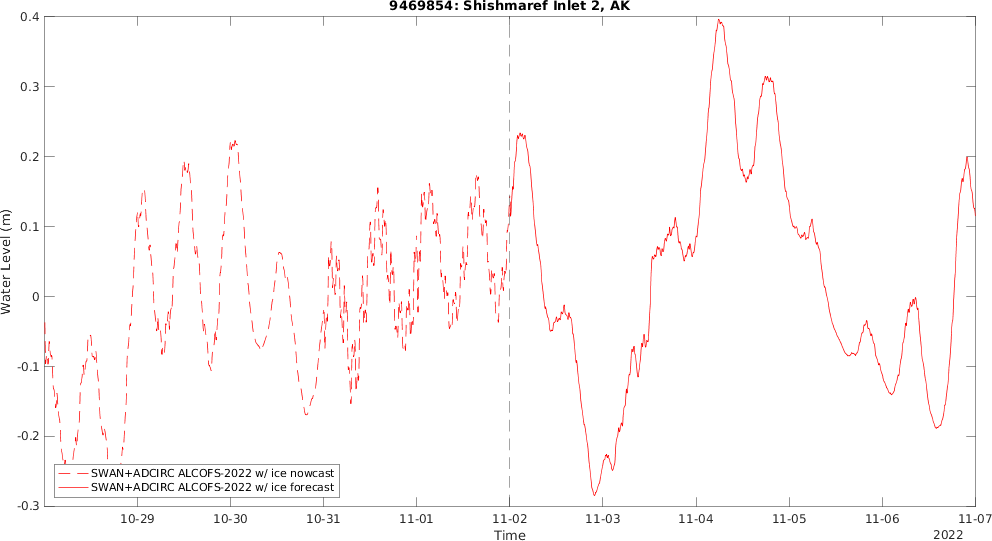 9469854: Shishmaref Inlet 2, AK
0.4
0.3
0.2
0.1
0
-0.1
-0.2
-0.3
Water Level (m)
SWAN+ADCIRC ALCOFS-2022 w/ ice nowcast
SWAN+ADCIRC ALCOFS-2022 w/ ice forecast
10-29 10-30 10-31 11-01 11-02 11-03 11-04 11-05 11-06 11-07
Time
2022